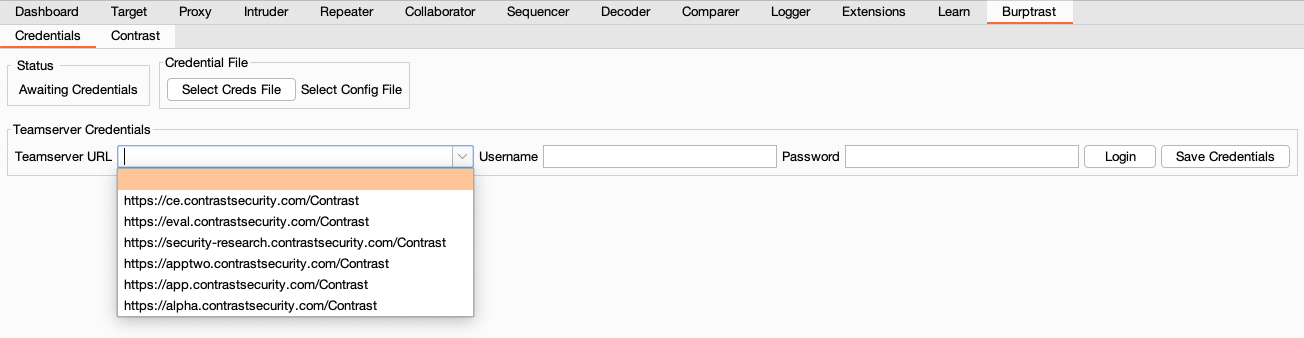 Dashboard Target Proxy Intruder Repeater Collaborator Sequencer Decoder Comparer Logger Extensions Learn Burptrast
Credentials Contrast
Status
Awaiting Credentials
Credential File
Select Creds File Select Config File
Teamserver Credentials
Teamserver URL Username Password Login Save Credentials
https://ce.contrastsecurity.com/Contrast
https://eval.contrastsecurity.com/Contrast
https://security-research.contrastsecurity.com/Contrast
https://apptwo.contrastsecurity.com/Contrast
https://app.contrastsecurity.com/Contrast
https://alpha.contrastsecurity.com/Contrast